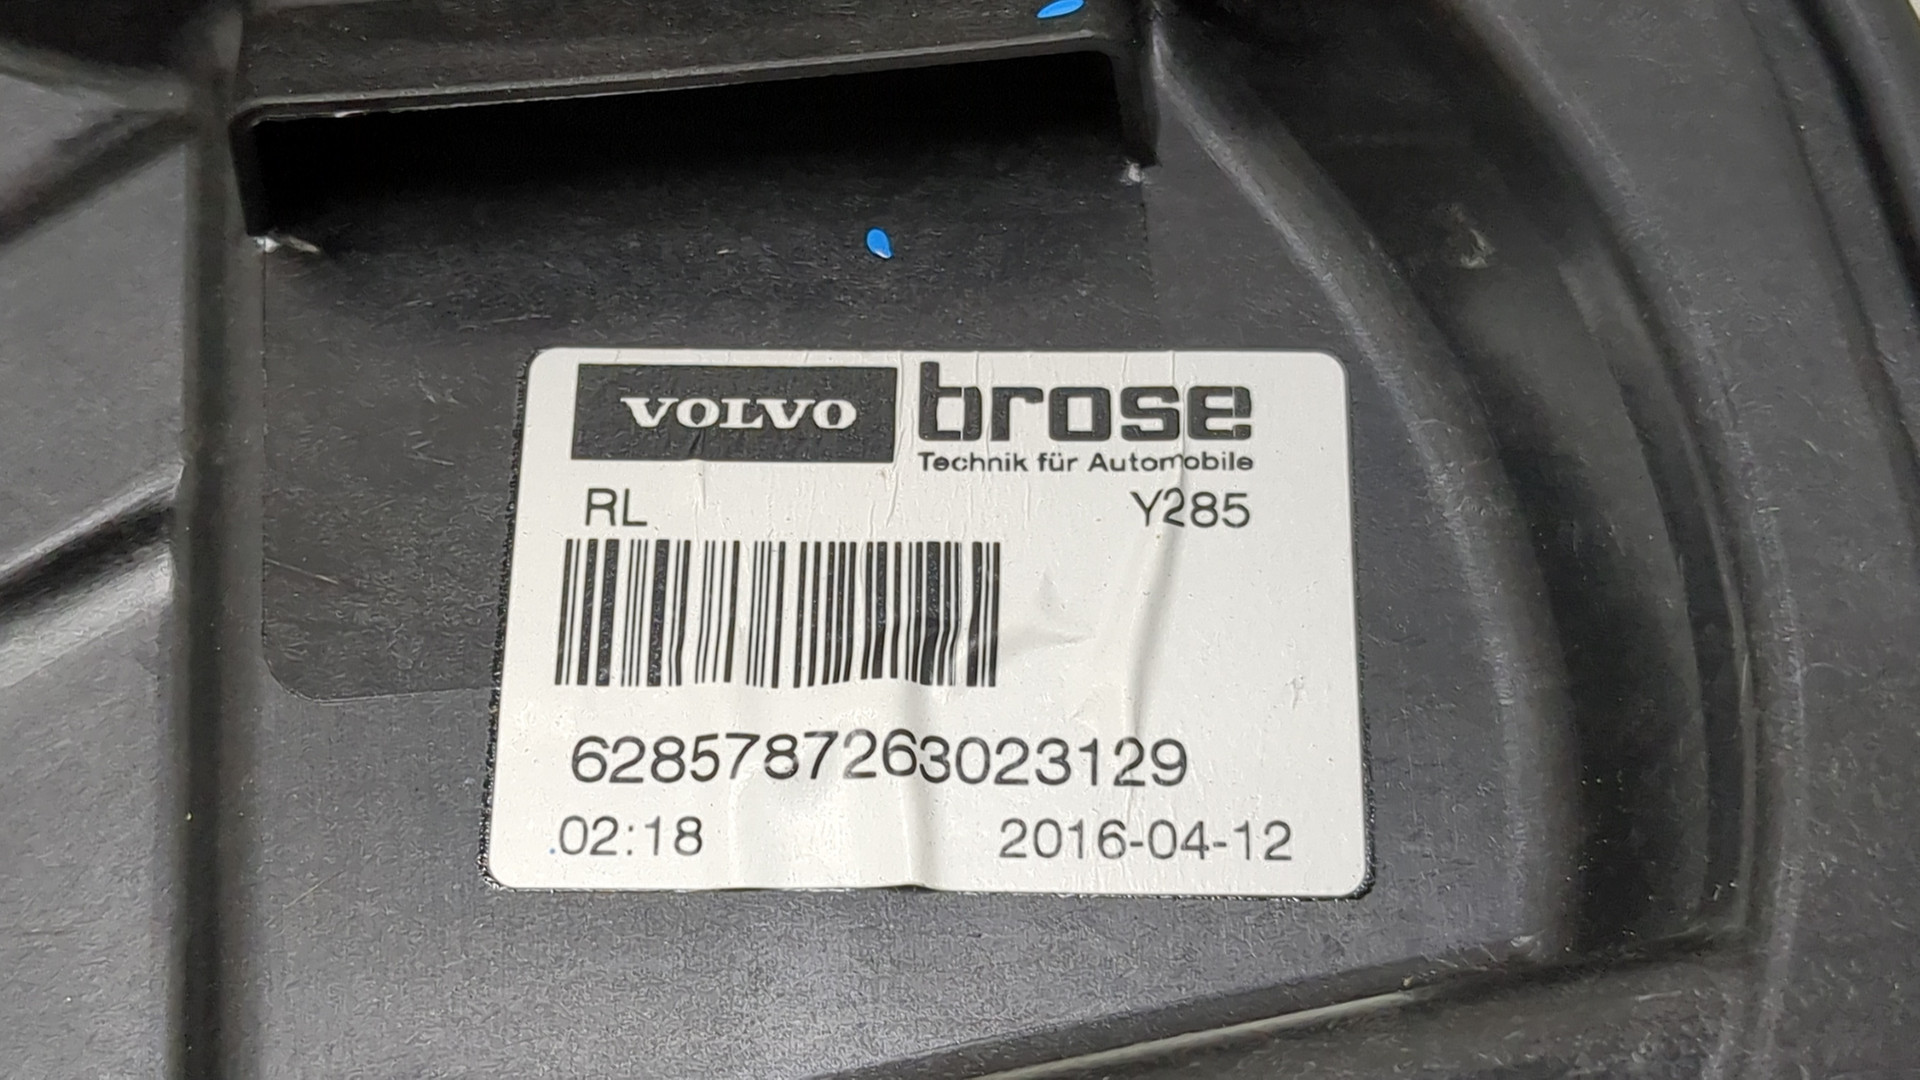 VOLVO brose
Technik für Automobile
RL Y285
6285787263023129
02:18 2016-04-12